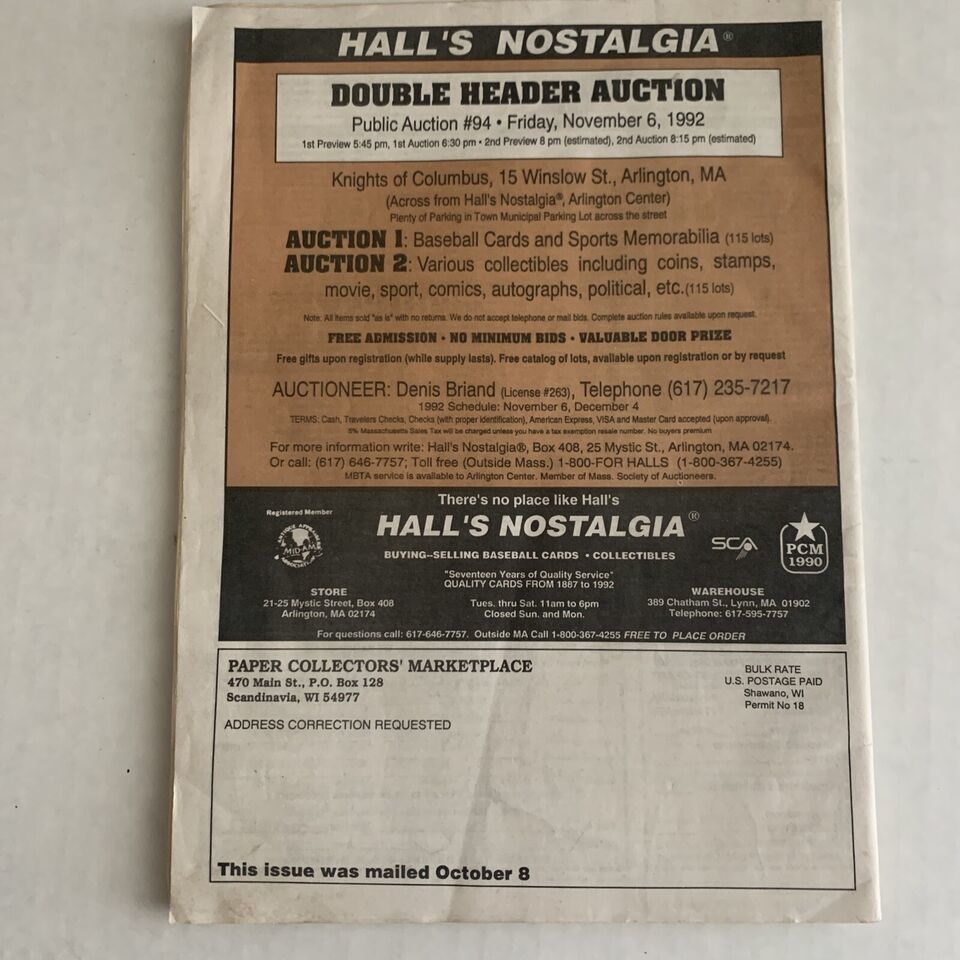 HALL'S NOSTALGIA®
DOUBLE HEADER AUCTION
Public Auction #94 • Friday, November 6, 1992
1st Preview 5:45 pm, 1st Auction 6:30 pm • 2nd Preview 8 pm (estimated), 2nd Auction 8:15 pm (estimated)
Knights of Columbus, 15 Winslow St., Arlington, MA
(Across from Hall's Nostalgia®, Arlington Center)
Plenty of Parking in Town Municipal Parking Lot across the street
AUCTION 1: Baseball Cards and Sports Memorabilia (115 lots)
AUCTION 2: Various collectibles including coins, stamps,
movie, sport, comics, autographs, political, etc.(115 lots)
Note: All items sold "as is" with no returns. We do not accept telephone or mail bids. Complete auction rules available upon request.
FREE ADMISSION • NO MINIMUM BIDS • VALUABLE DOOR PRIZE
Free gifts upon registration (while supply lasts). Free catalog of lots, available upon registration or by request
AUCTIONEER: Denis Briand (License #263), Telephone (617) 235-7217
1992 Schedule: November 6, December 4
TERMS: Cash, Travelers Checks, Checks (with proper identification), American Express, VISA and Master Card accepted (upon approval).
5% Massachusetts Sales Tax will be charged unless you have a tax exemption resale number. No buyers premium
For more information write: Hall's Nostalgia®, Box 408, 25 Mystic St., Arlington, MA 02174.
Or call: (617) 646-7757; Toll free (Outside Mass.) 1-800-FOR HALLS (1-800-367-4255)
MBTA service is available to Arlington Center. Member of Mass. Society of Auctioneers.
There's no place like Hall's
Registered Member
HALL'S NOSTALGIA®
MID-AM
SCA
PCM
1990
BUYING--SELLING BASEBALL CARDS • COLLECTIBLES
"Seventeen Years of Quality Service"
QUALITY CARDS FROM 1887 to 1992
STORE
21-25 Mystic Street, Box 408
Arlington, MA 02174
Tues. thru Sat. 11am to 6pm
Closed Sun. and Mon.
WAREHOUSE
389 Chatham St., Lynn, MA 01902
Telephone: 617-595-7757
For questions call: 617-646-7757. Outside MA Call 1-800-367-4255 FREE TO PLACE ORDER
PAPER COLLECTORS' MARKETPLACE
470 Main St., P.O. Box 128
Scandinavia, WI 54977
BULK RATE
U.S. POSTAGE PAID
Shawano, WI
Permit No 18
ADDRESS CORRECTION REQUESTED
This issue was mailed October 8